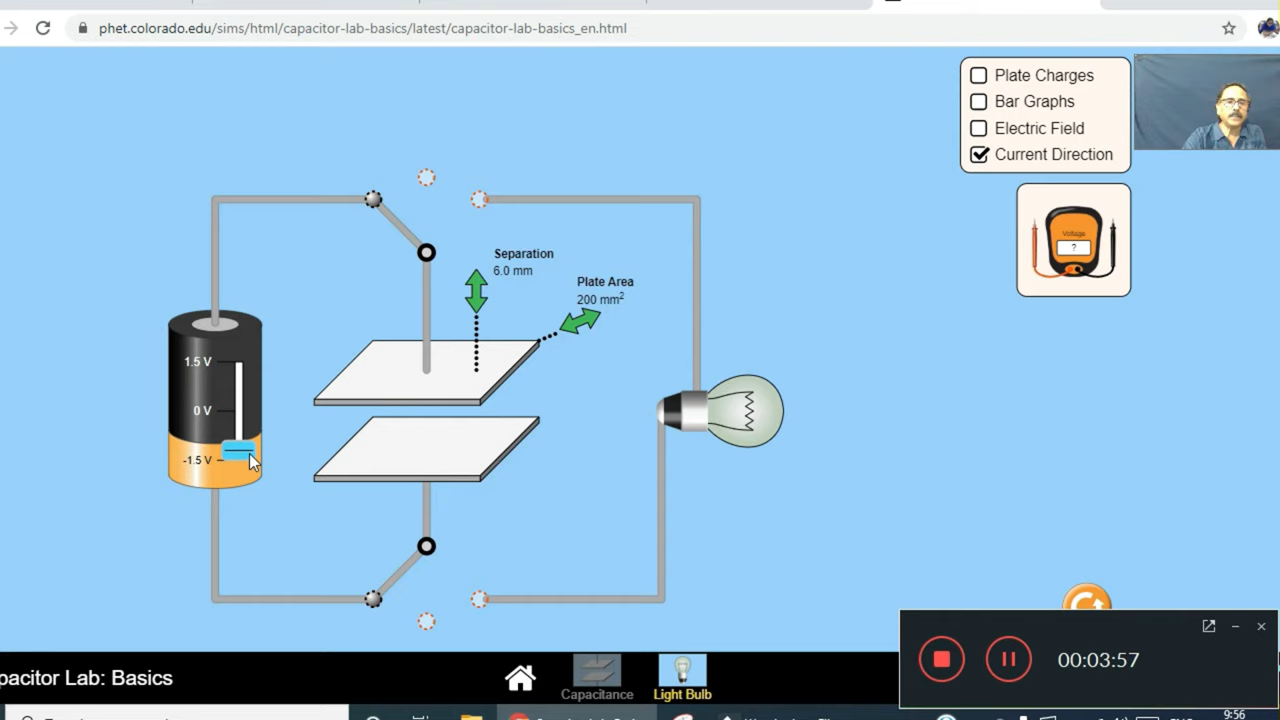 phet.colorado.edu/sims/html/capacitor-lab-basics/latest/capacitor-lab-basics_en.html
Plate Charges
Bar Graphs
Electric Field
Current Direction
Voltage
?
Separation
6.0 mm
Plate Area
200 mm²
1.5 V
0 V
-1.5 V
00:03:57
pacitor Lab: Basics
Capacitance
Light Bulb
9:56